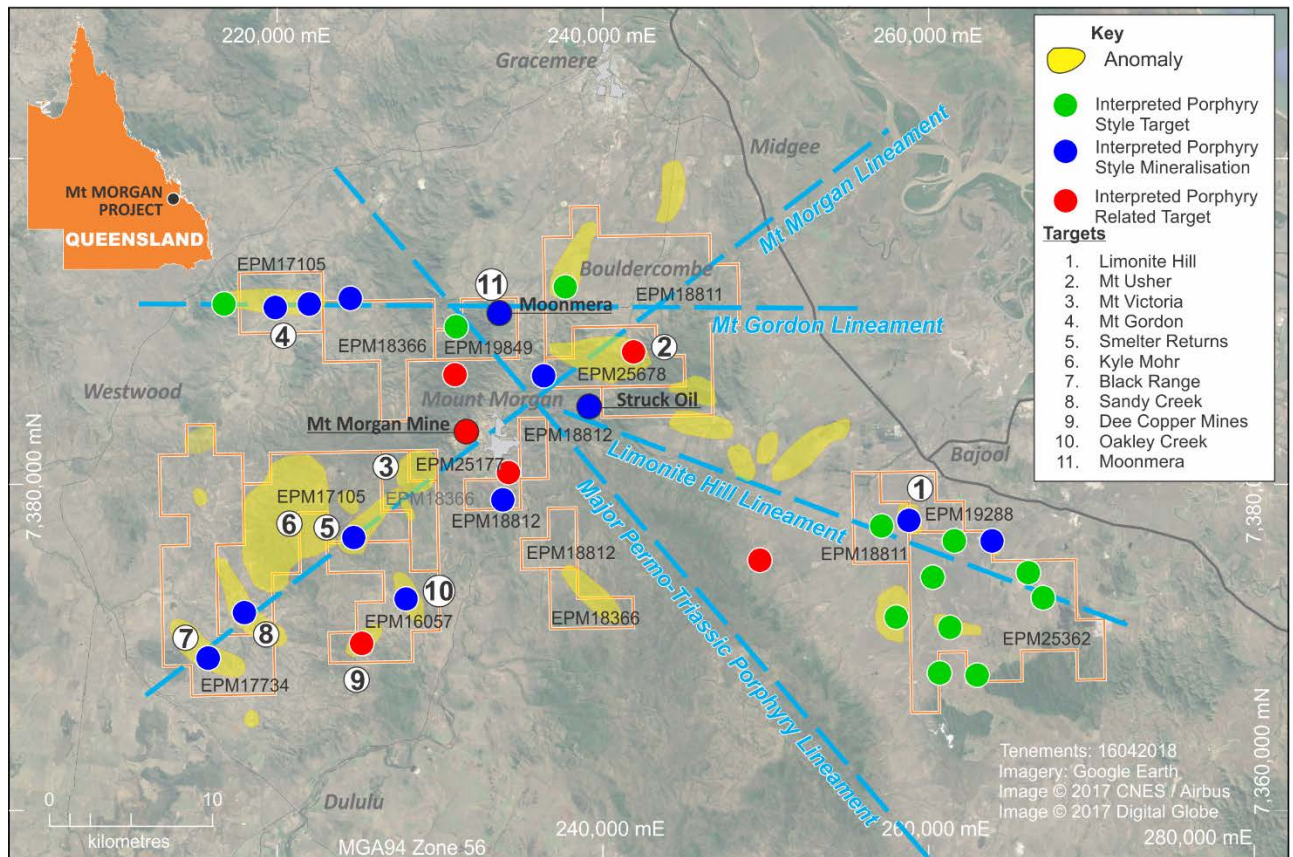 220,000 mE
240,000 mE
260,000 mE
Gracemere
Key
Anomaly
Interpreted Porphyry
Style Target
Interpreted Porphyry
Style Mineralisation
Interpreted Porphyry
Related Target
Targets
1. Limonite Hill
2. Mt Usher
3. Mt Victoria
4. Mt Gordon
5. Smelter Returns
6. Kyle Mohr
7. Black Range
8. Sandy Creek
9. Dee Copper Mines
10. Oakley Creek
11. Moonmera
Mt MORGAN
PROJECT
QUEENSLAND
Midgee
Mt Morgan Lineament
EPM17105
11
Bouldercombe
EPM18811
Moonmera
Mt Gordon Lineament
4
EPM18366
EPM19849
2
EPM25678
Westwood
Mount Morgan
Struck Oil
Mt Morgan Mine
EPM18812
Limonite Hill Lineament
Bajool
7,380,000 mN
3
EPM25177
EPM17105
EPM18366
1
EPM19288
7,380,000 mN
6
5
EPM18812
EPM18811
EPM18812
Major Permo-Triassic Porphyry Lineament
10
EPM16057
EPM18366
8
7
EPM25362
9
EPM17734
7,360,000 mN
Tenements: 16042018
Imagery: Google Earth
Image © 2017 CNES / Airbus
Image © 2017 Digital Globe
0 10
kilometres
Dululu
MGA94 Zone 56
240,000 mE
260,000 mE
280,000 mE